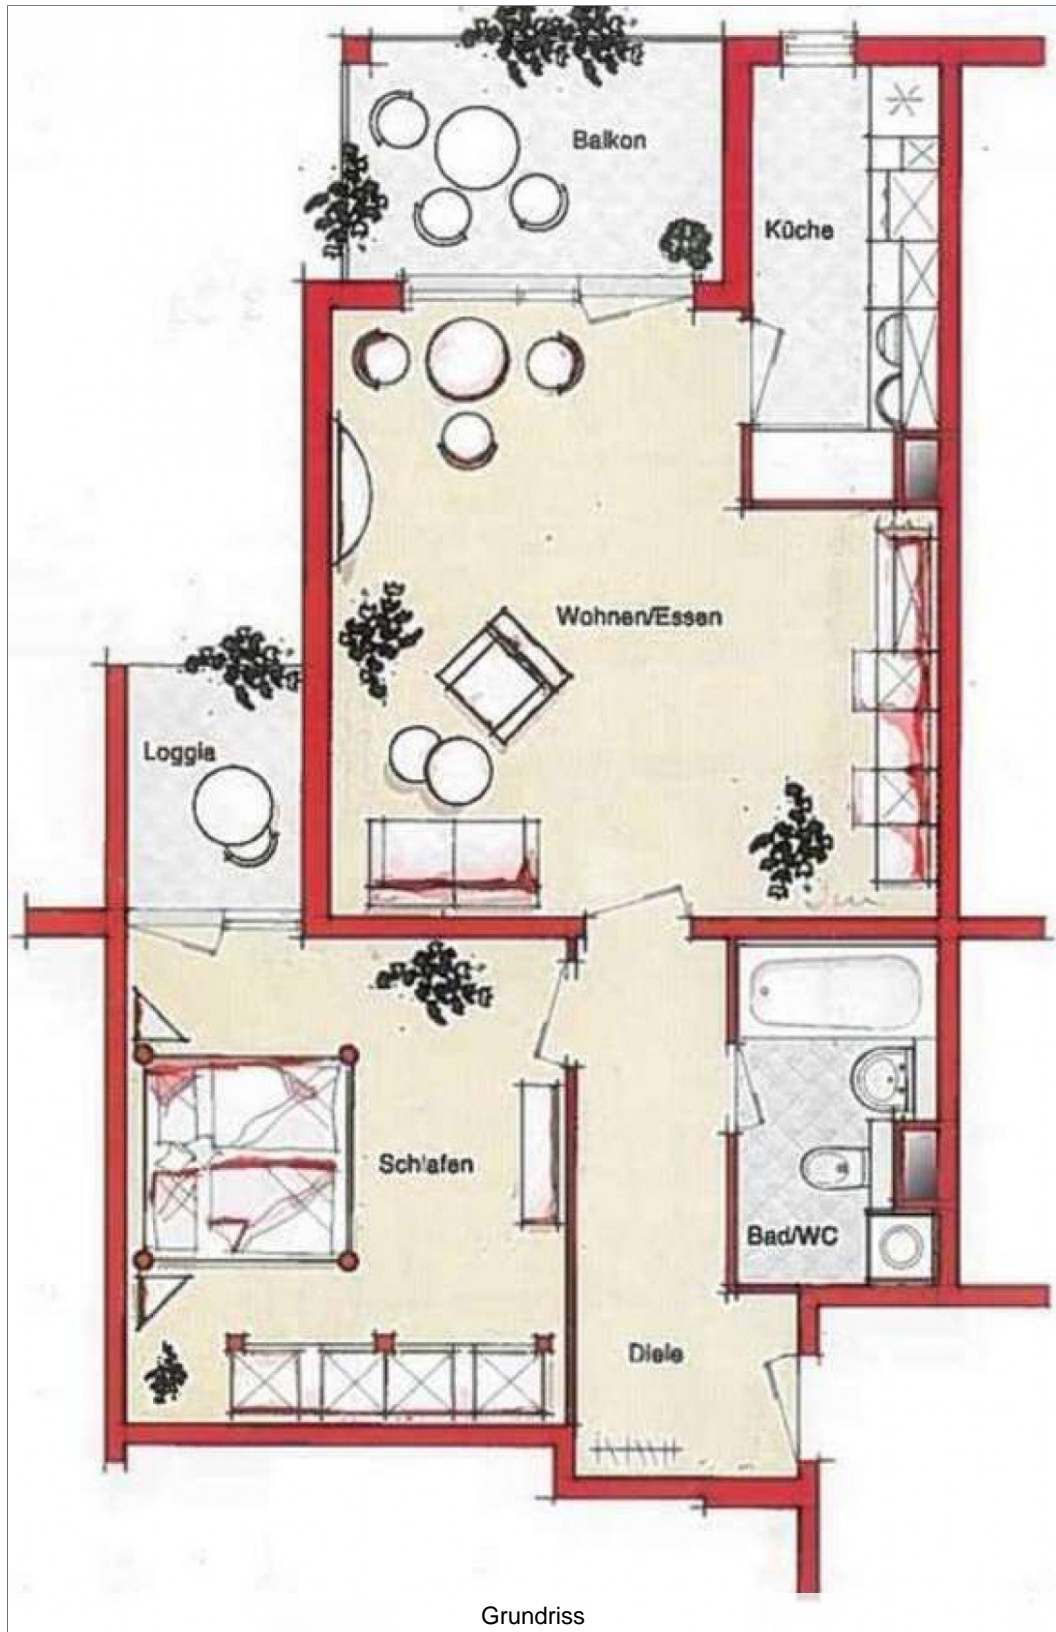 Balkon
Küche
Wohnen/Essen
Loggia
Schlafen
Bad/WC
Diele
Grundriss